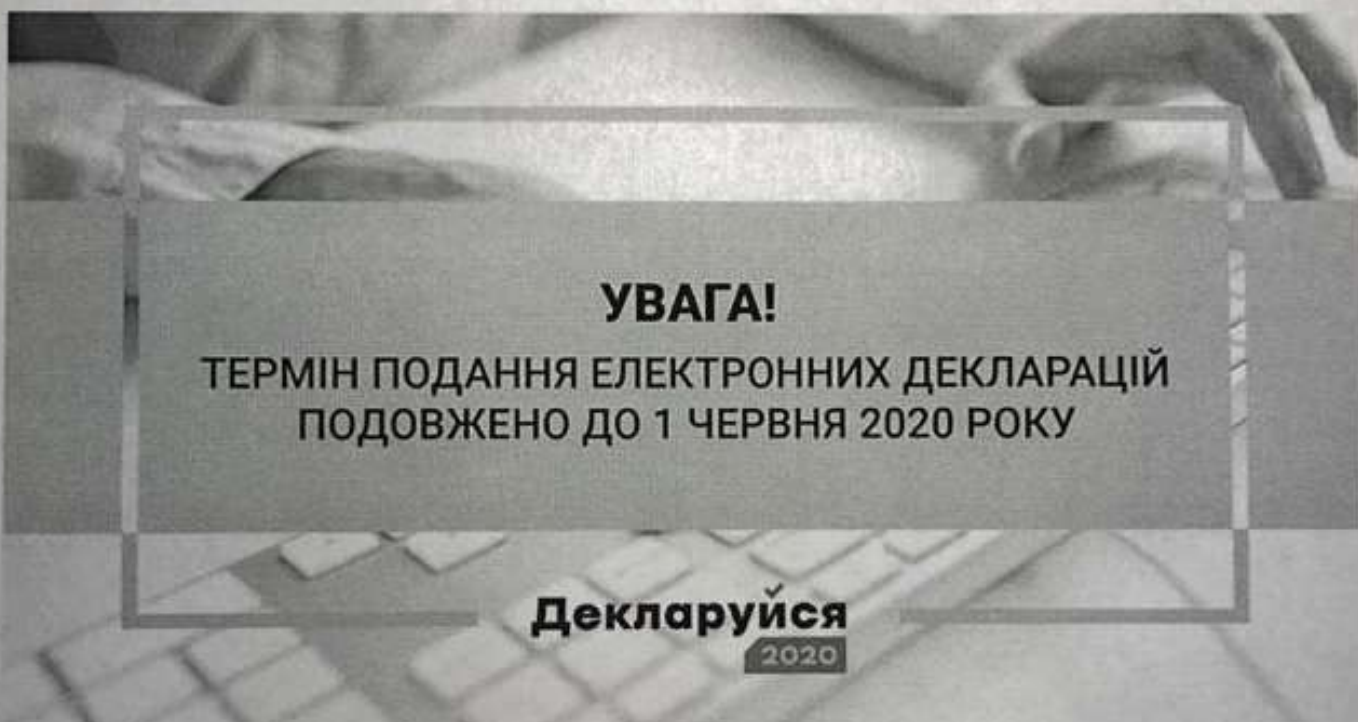 УВАГА!
ТЕРМІН ПОДАННЯ ЕЛЕКТРОННИХ ДЕКЛАРАЦІЙ
ПОДОВЖЕНО ДО 1 ЧЕРВНЯ 2020 РОКУ
Декларуйся
2020